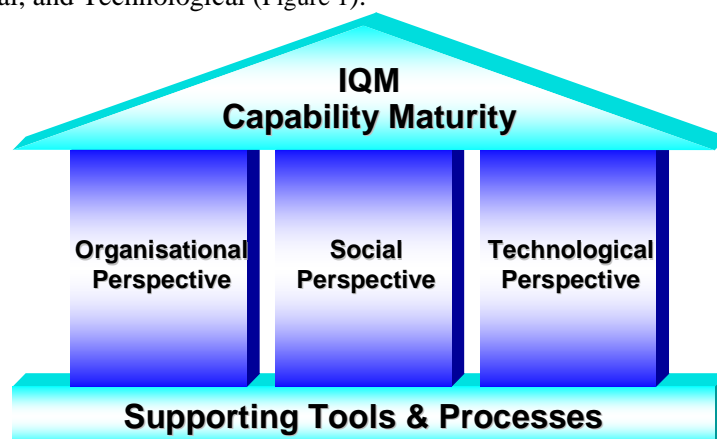 al, and Technological (Figure 1).
IQM
Capability Maturity
Organisational
Perspective
Social
Perspective
Technological
Perspective
Supporting Tools & Processes